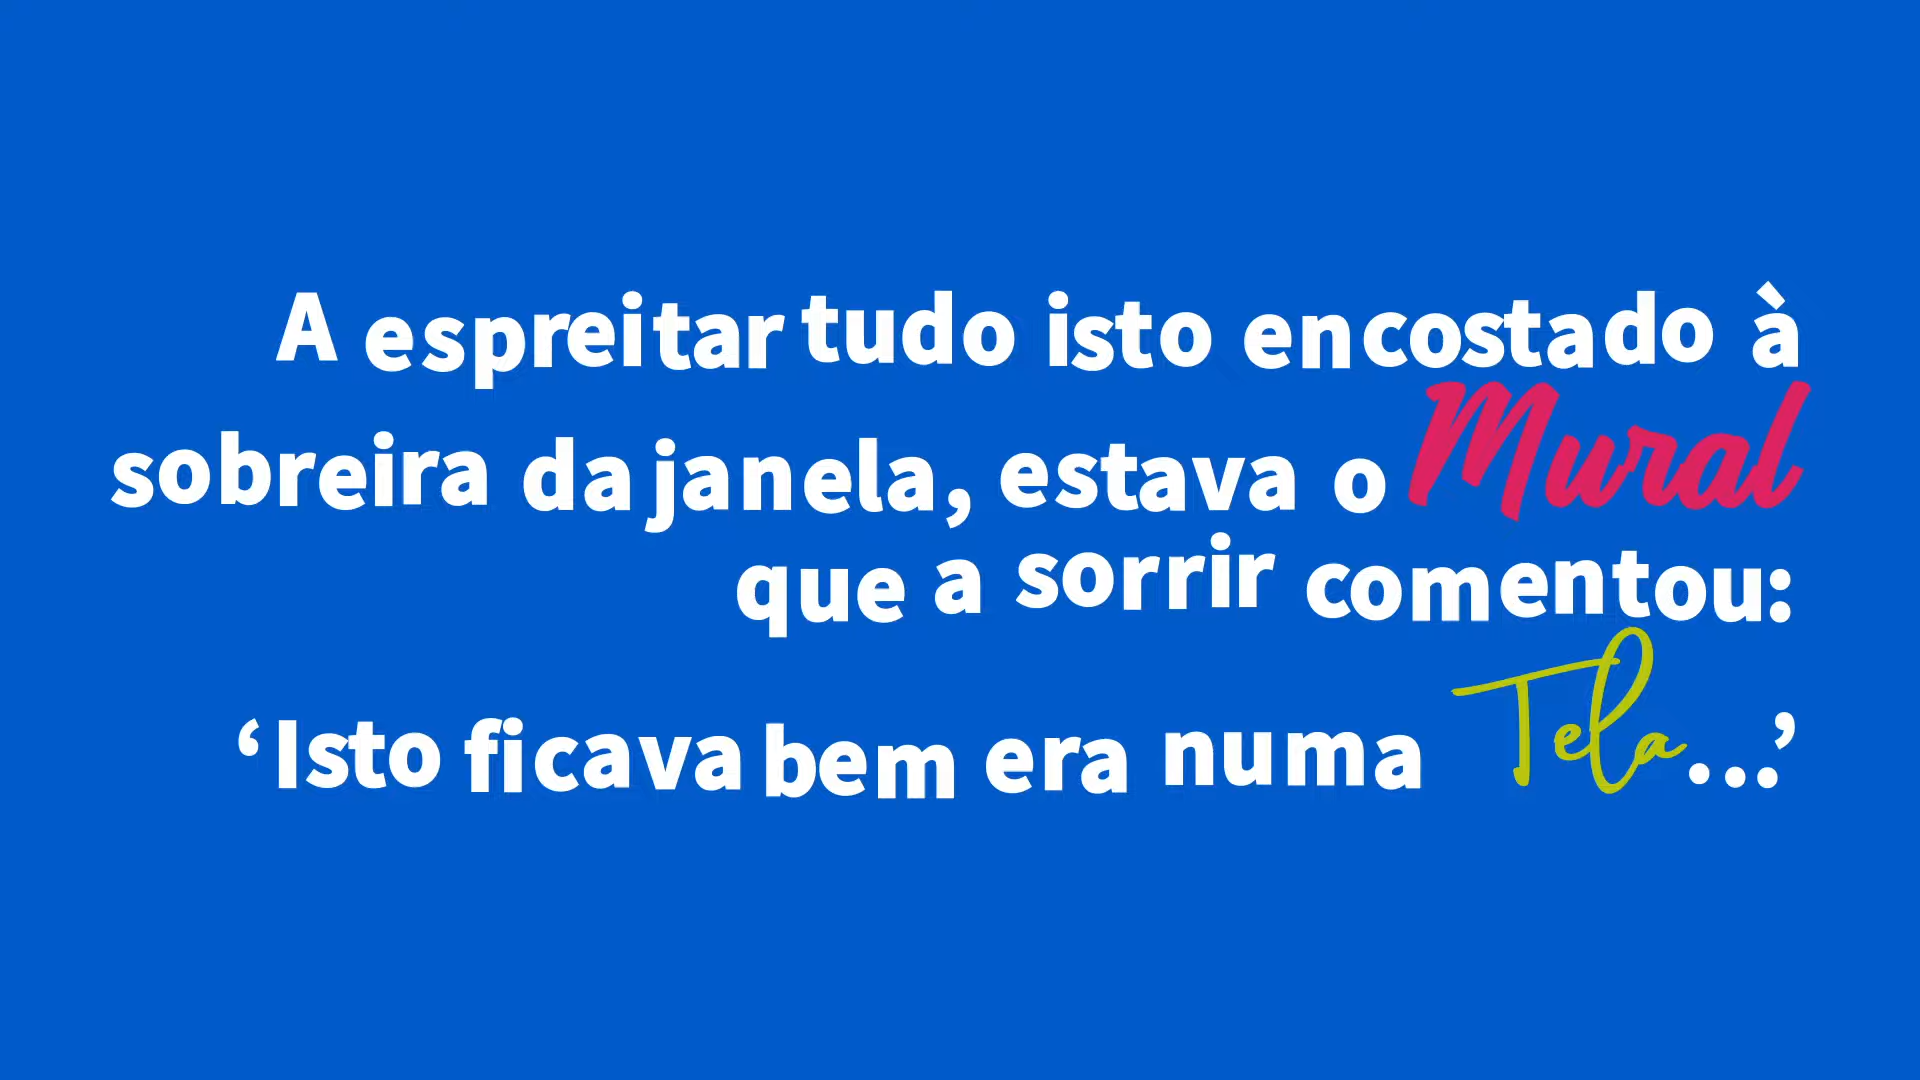 A espreitar tudo isto encostado à
sobreira da janela, estava o Mural
que a sorrir comentou:
‘Isto ficava bem era numa Tela...’